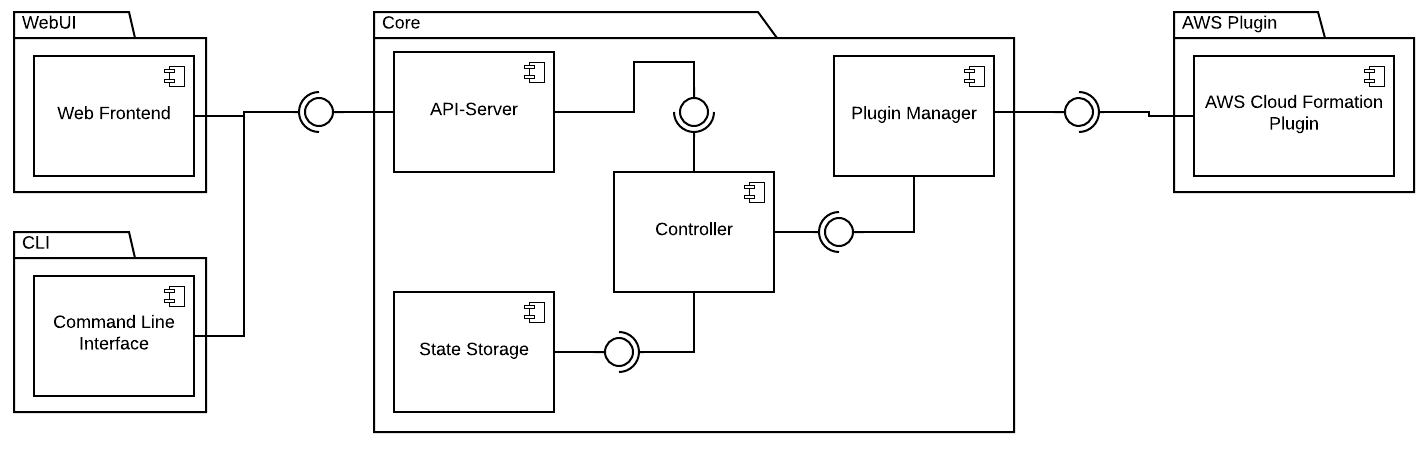 WebUI
Web Frontend
CLI
Command Line
Interface
Core
API-Server
Controller
State Storage
Plugin Manager
AWS Plugin
AWS Cloud Formation
Plugin